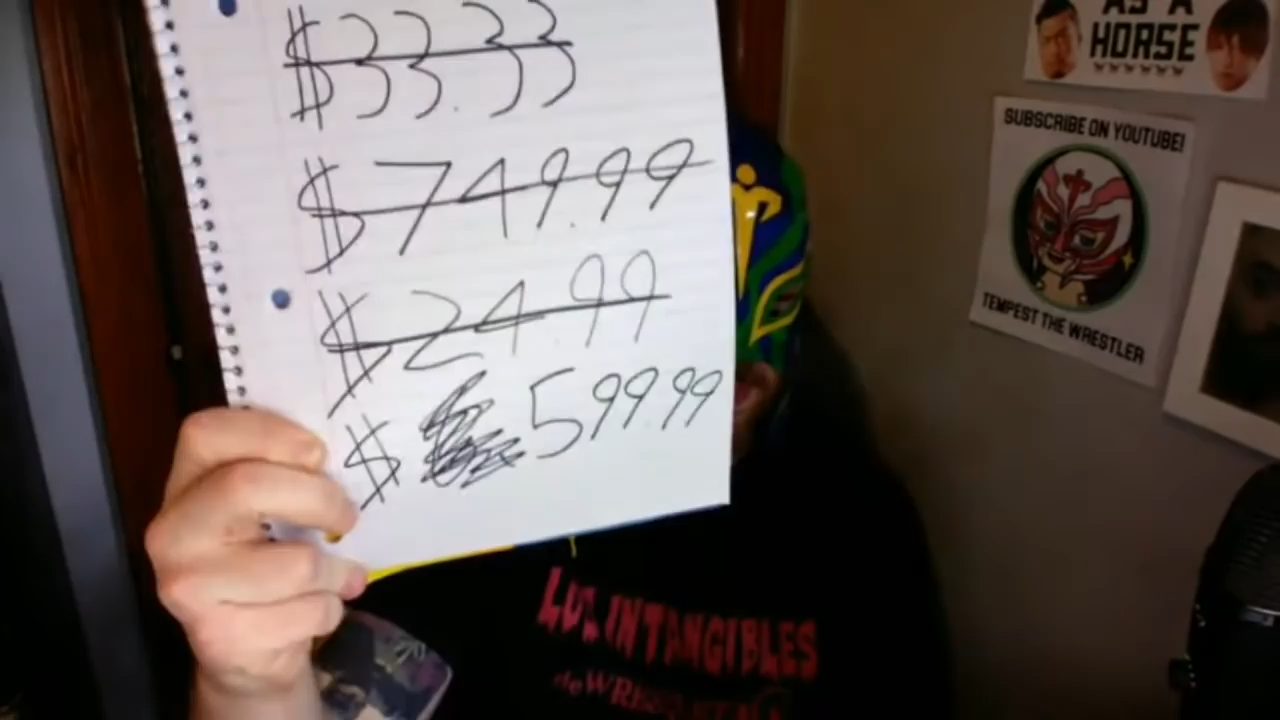 $33.33
$749.99
$24.99
$599.99
AS A
HORSE
SUBSCRIBE ON YOUTUBE!
TEMPEST THE WRESTLER
INTANGIBLES